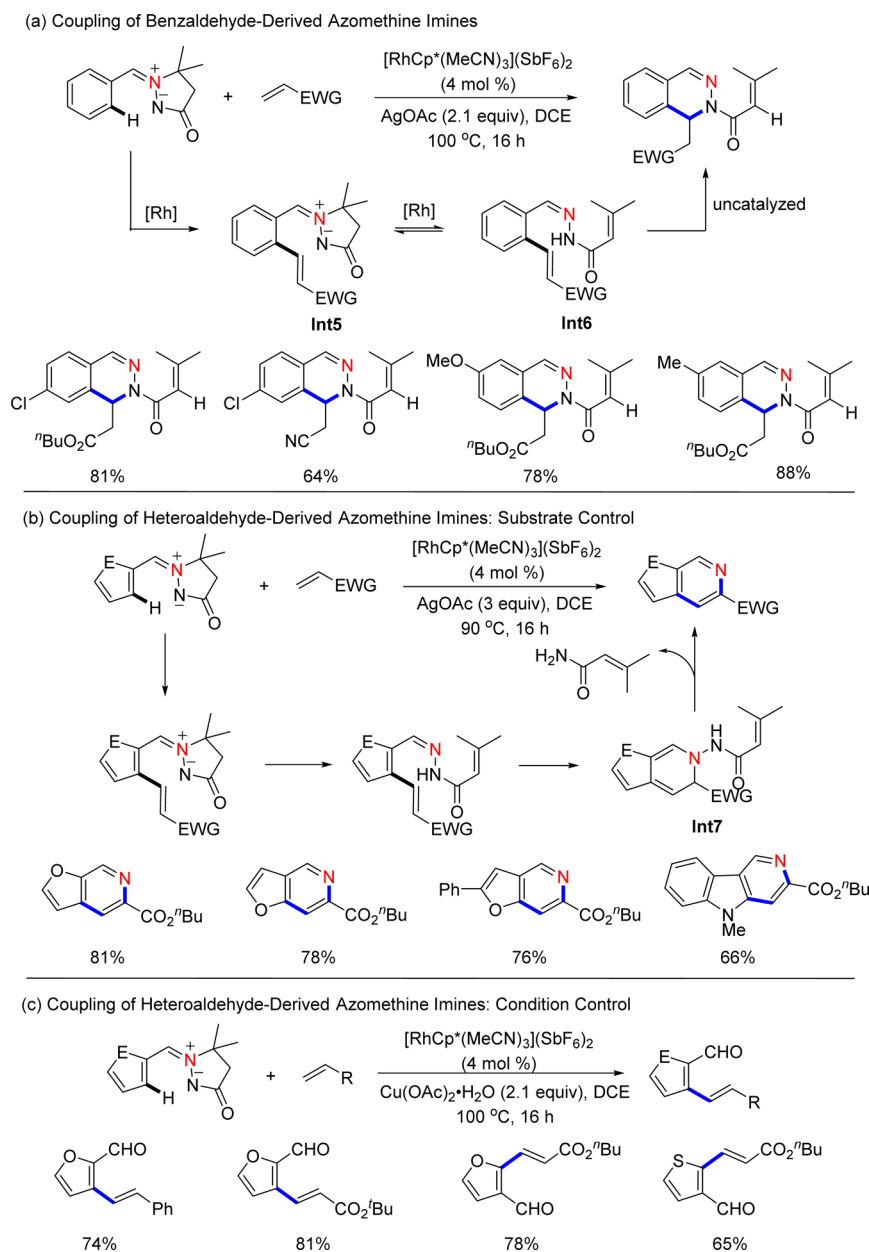 (a) Coupling of Benzaldehyde-Derived Azomethine Imines
[RhCp*(MeCN)3](SbF6)2
(4 mol %)
AgOAc (2.1 equiv), DCE
100 °C, 16 h
H
N
+
N
−
O
+
EWG
N
N
H
O
EWG
[Rh]
N
+
N
−
O
EWG
Int5
[Rh]
N
HN
O
EWG
Int6
uncatalyzed
Cl
N
N
H
O
nBuO2C
81%
Cl
N
N
H
O
NC
64%
MeO
N
N
H
O
nBuO2C
78%
Me
N
N
H
O
nBuO2C
88%
(b) Coupling of Heteroaldehyde-Derived Azomethine Imines: Substrate Control
[RhCp*(MeCN)3](SbF6)2
(4 mol %)
AgOAc (3 equiv), DCE
90 °C, 16 h
E
H
N
+
N
−
O
+
EWG
E
N
EWG
H2N
O
E
N
+
N
−
O
EWG
E
N
HN
O
EWG
E
N
NH
O
EWG
Int7
O
N
CO2nBu
81%
O
N
CO2nBu
78%
Ph
O
N
CO2nBu
76%
N
Me
N
CO2nBu
66%
(c) Coupling of Heteroaldehyde-Derived Azomethine Imines: Condition Control
[RhCp*(MeCN)3](SbF6)2
(4 mol %)
Cu(OAc)2•H2O (2.1 equiv), DCE
100 °C, 16 h
E
H
N
+
N
−
O
+
R
E
CHO
R
O
CHO
Ph
74%
O
CHO
CO2tBu
81%
O
CO2nBu
CHO
78%
S
CO2nBu
CHO
65%